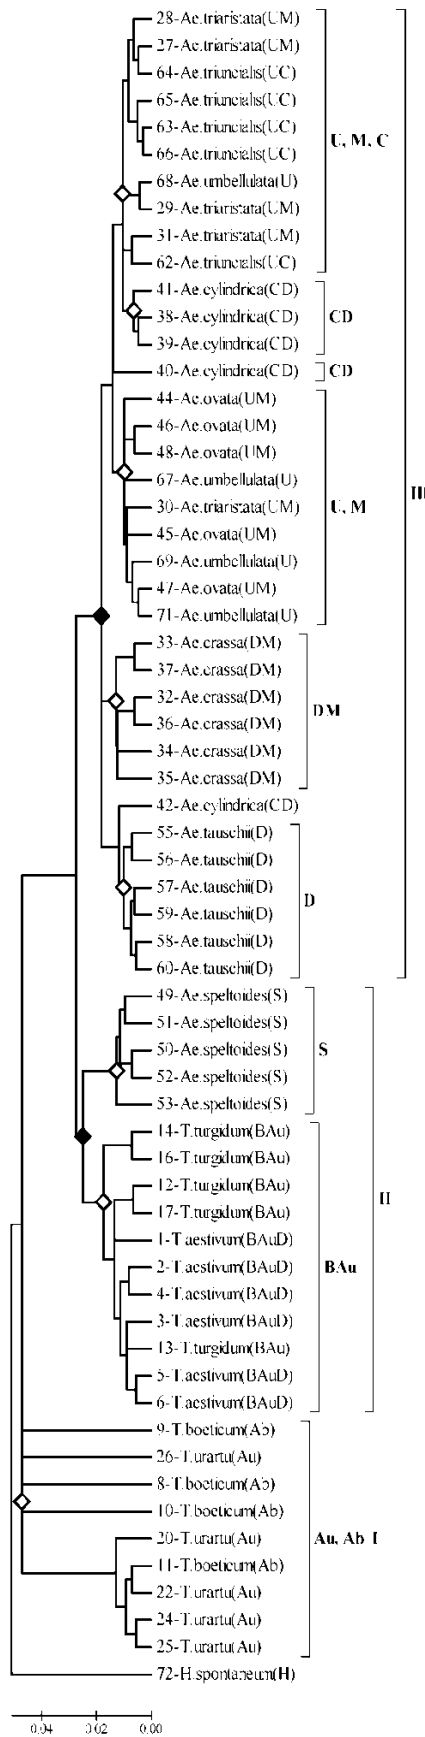 28-Ae.triaristata(UM)
27-Ae.triaristata(UM)
64-Ae.triuncialis(UC)
65-Ae.triuncialis(UC)
63-Ae.triuncialis(UC)
66-Ae.triuncialis(UC)
U, M, C
68-Ae.umbellulata(U)
29-Ae.triaristata(UM)
31-Ae.triaristata(UM)
62-Ae.triuncialis(UC)
41-Ae.cylindrica(CD)
38-Ae.cylindrica(CD)
CD
39-Ae.cylindrica(CD)
40-Ae.cylindrica(CD)
CD
44-Ae.ovata(UM)
46-Ae.ovata(UM)
48-Ae.ovata(UM)
67-Ae.umbellulata(U)
III
30-Ae.triaristata(UM)
U, M
45-Ae.ovata(UM)
69-Ae.umbellulata(U)
47-Ae.ovata(UM)
71-Ae.umbellulata(U)
33-Ae.crassa(DM)
37-Ae.crassa(DM)
32-Ae.crassa(DM)
DM
36-Ae.crassa(DM)
34-Ae.crassa(DM)
35-Ae.crassa(DM)
42-Ae.cylindrica(CD)
55-Ae.tauschii(D)
56-Ae.tauschii(D)
57-Ae.tauschii(D)
D
59-Ae.tauschii(D)
58-Ae.tauschii(D)
60-Ae.tauschii(D)
49-Ae.speltoides(S)
51-Ae.speltoides(S)
50-Ae.speltoides(S)
S
52-Ae.speltoides(S)
53-Ae.speltoides(S)
14-T.turgidum(BAu)
16-T.turgidum(BAu)
12-T.turgidum(BAu)
II
17-T.turgidum(BAu)
1-T.aestivum(BAuD)
2-T.aestivum(BAuD)
BAu
4-T.aestivum(BAuD)
3-T.aestivum(BAuD)
13-T.turgidum(BAu)
5-T.aestivum(BAuD)
6-T.aestivum(BAuD)
9-T.boeticum(Ab)
26-T.urartu(Au)
8-T.boeticum(Ab)
10-T.boeticum(Ab)
20-T.urartu(Au)
Au, Ab I
11-T.boeticum(Ab)
22-T.urartu(Au)
24-T.urartu(Au)
25-T.urartu(Au)
72-H.spontaneum(H)
0.04 0.02 0.00